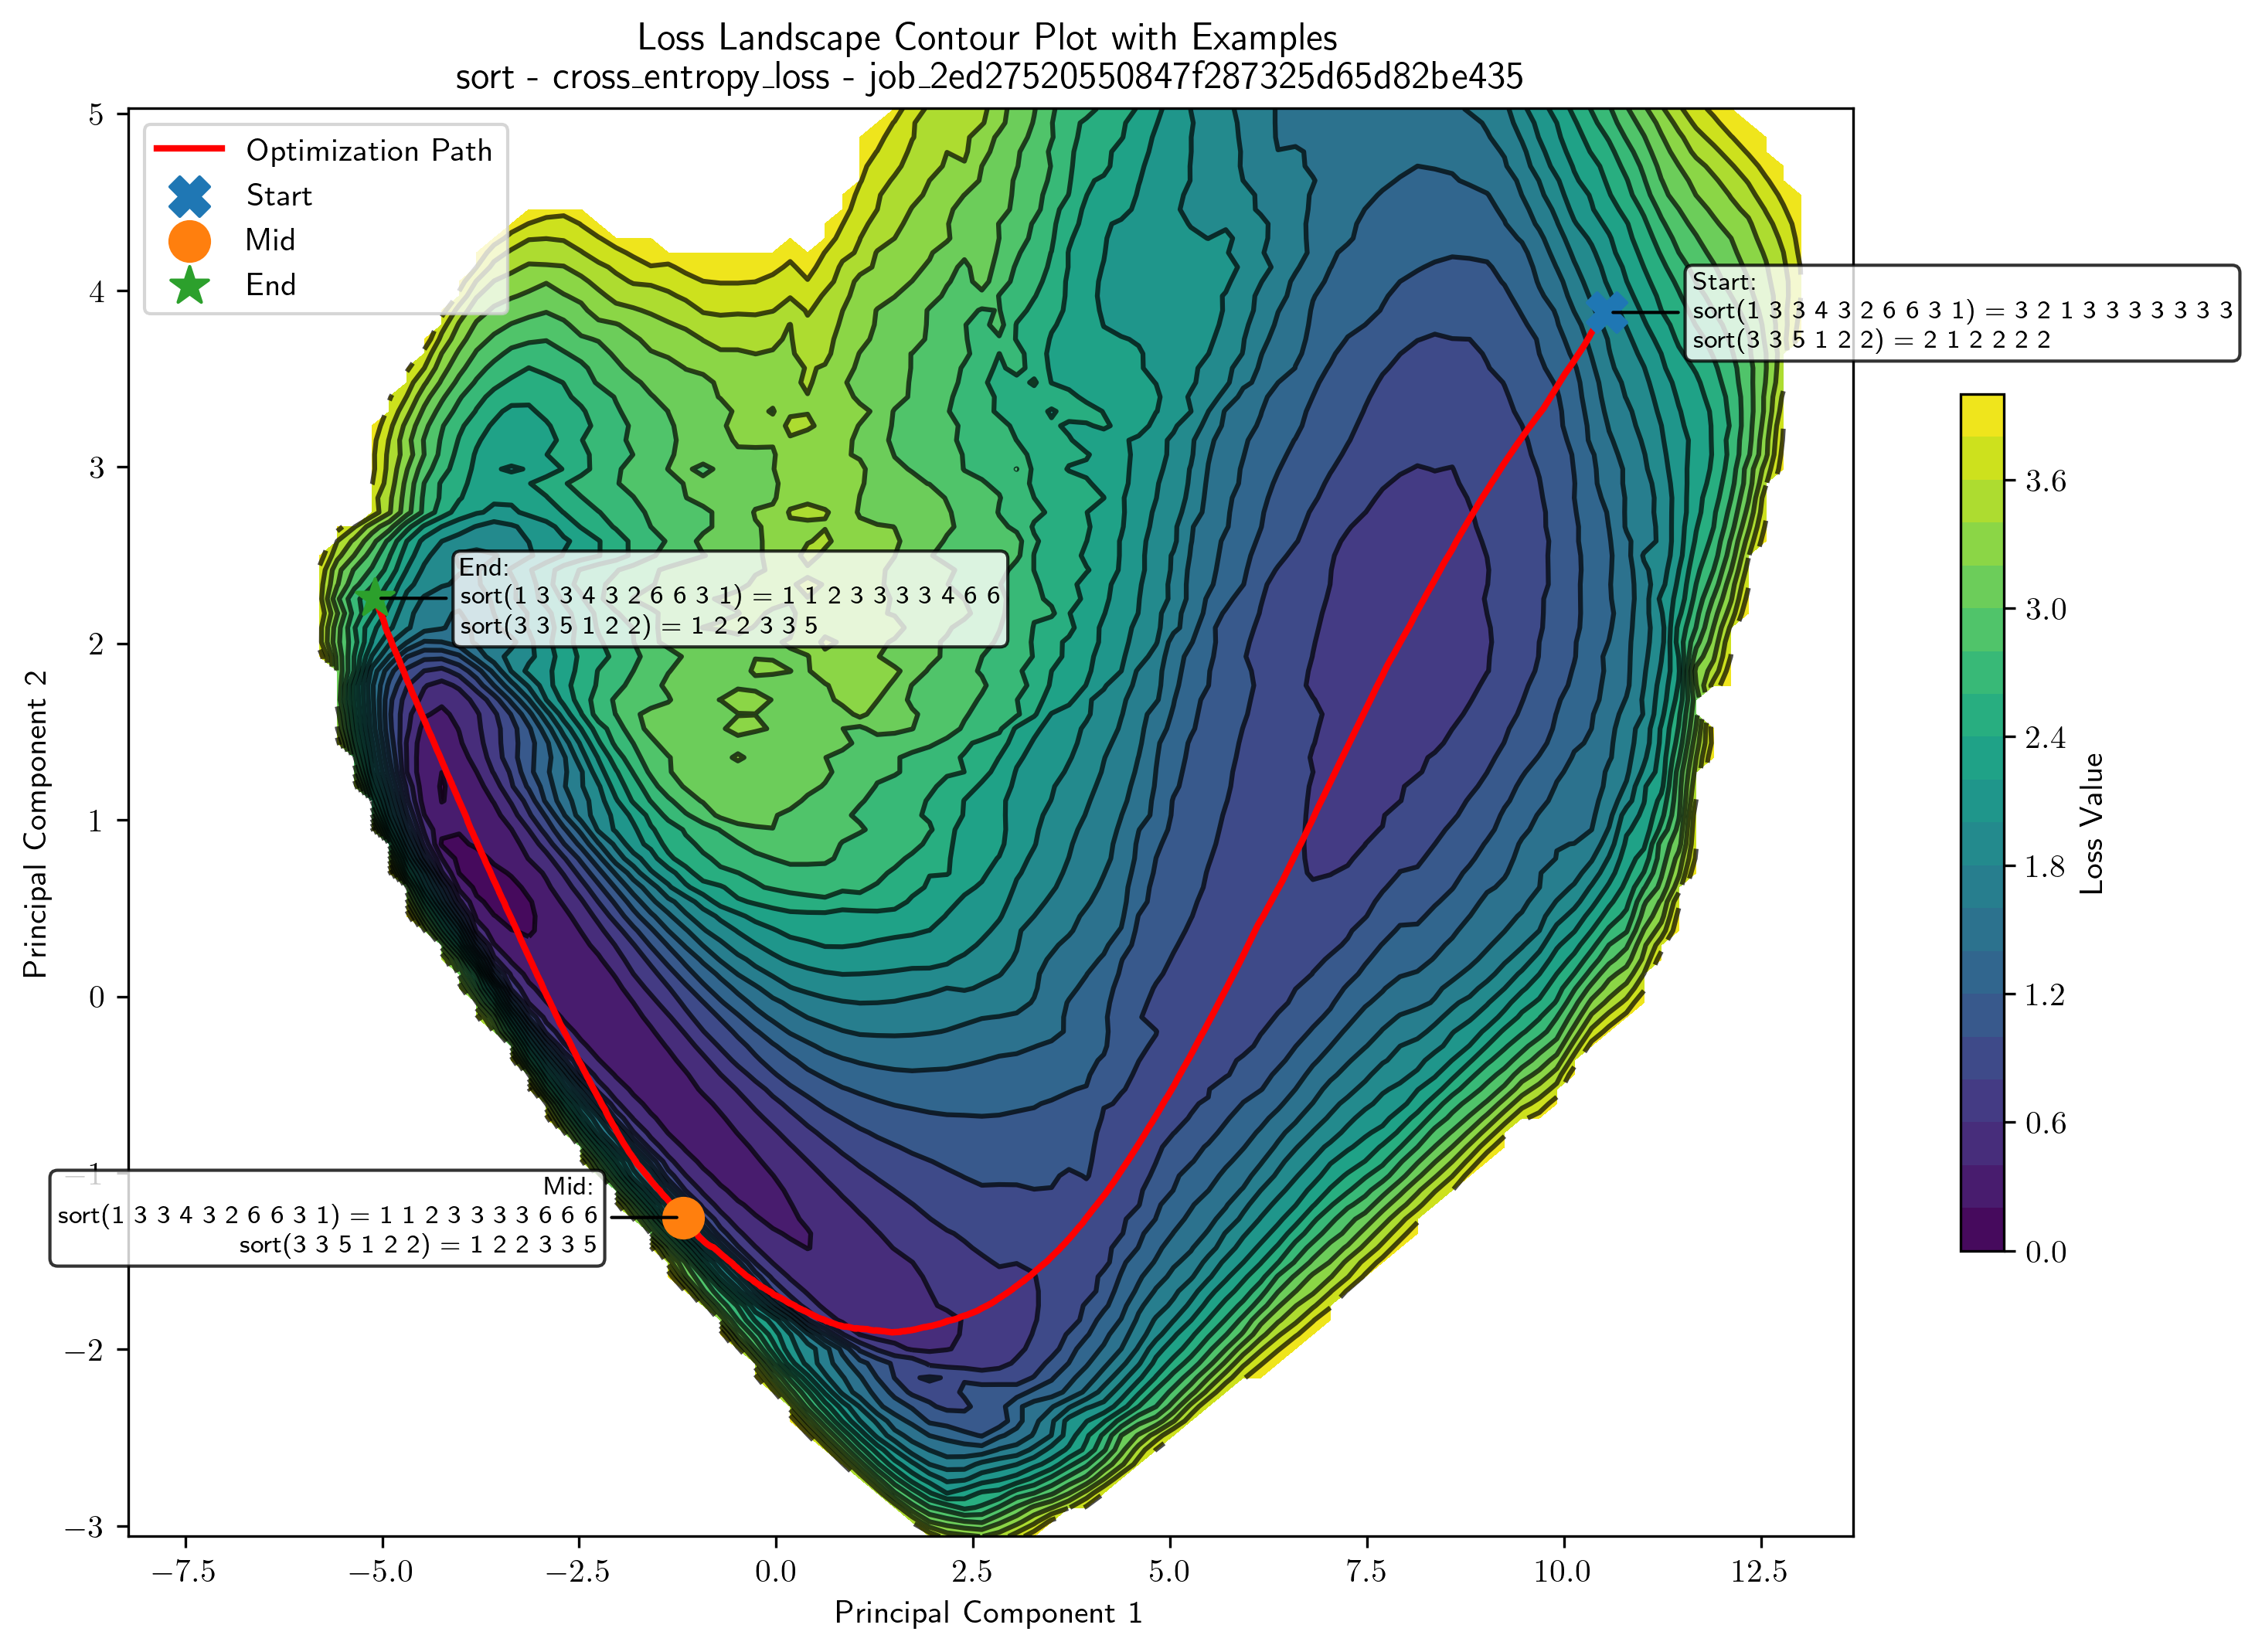 Loss Landscape Contour Plot with Examples
sort - cross_entropy_loss - job_2ed27520550847f287325d65d82be435
Optimization Path
Start
Mid
End
Start:
sort(1 3 3 4 3 2 6 6 3 1) = 3 2 1 3 3 3 3 3 3 3
sort(3 3 5 1 2 2) = 2 1 2 2 2 2
End:
sort(1 3 3 4 3 2 6 6 3 1) = 1 1 2 3 3 3 3 4 6 6
sort(3 3 5 1 2 2) = 1 2 2 3 3 5
Mid:
sort(1 3 3 4 3 2 6 6 3 1) = 1 1 2 3 3 3 3 6 6 6
sort(3 3 5 1 2 2) = 1 2 2 3 3 5
5
4
3
2
1
0
−1
−2
−3
Principal Component 2
−7.5
−5.0
−2.5
0.0
2.5
5.0
7.5
10.0
12.5
Principal Component 1
3.6
3.0
2.4
1.8
1.2
0.6
0.0
Loss Value